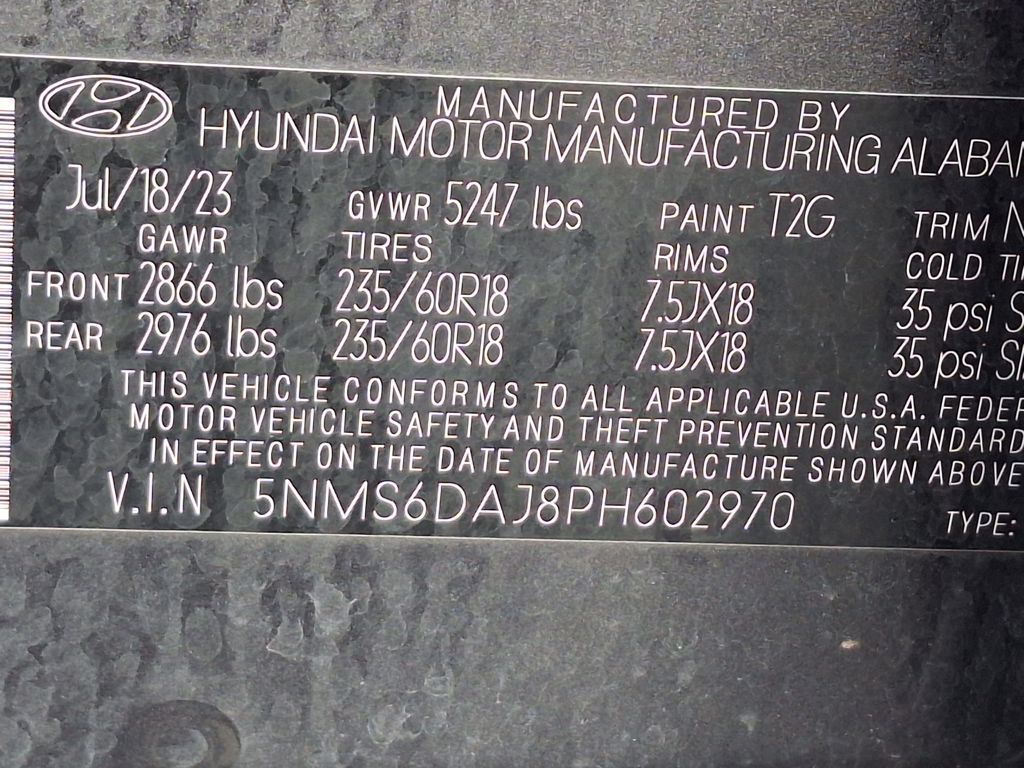 MANUFACTURED BY
HYUNDAI MOTOR MANUFACTURING
Jul/18/23 GVWR 5247 lbs PAINT T2G TRIM
GAWR TIRES RIMS COLD
FRONT 2866 lbs 235/60R18 7.5JX18 35 psi
REAR 2976 lbs 235/60R18 7.5JX18 35 psi
THIS VEHICLE CONFORMS TO ALL APPLICABLE U.S.A.
MOTOR VEHICLE SAFETY AND THEFT PREVENTION STANDARD
IN EFFECT ON THE DATE OF MANUFACTURE SHOWN ABOVE
V.I.N 5NMS6DAJ8PH602970 TYPE: